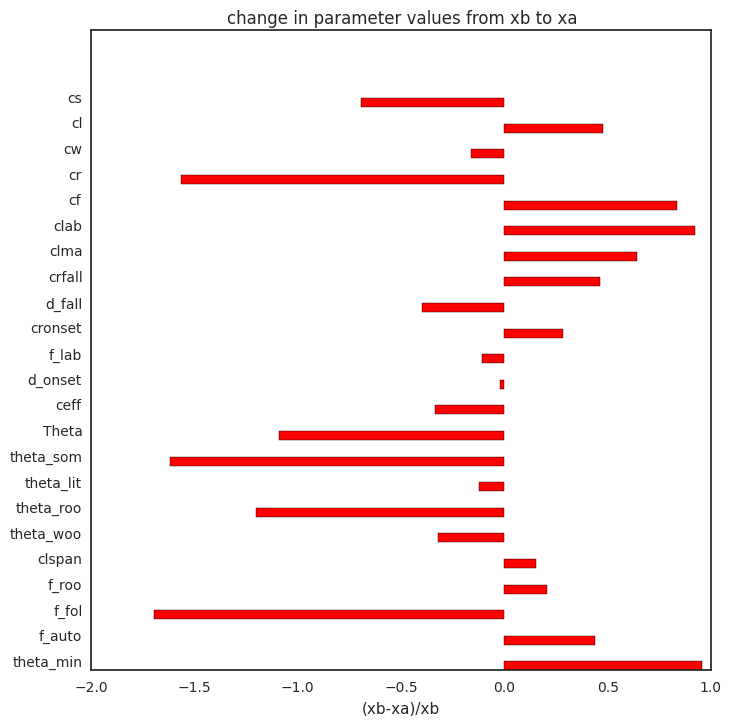 change in parameter values from xb to xa
cs
cl
cw
cr
cf
clab
clma
crfall
d_fall
cronset
f_lab
d_onset
ceff
Theta
theta_som
theta_lit
theta_roo
theta_woo
clspan
f_roo
f_fol
f_auto
theta_min
−2.0 −1.5 −1.0 −0.5 0.0 0.5 1.0
(xb-xa)/xb